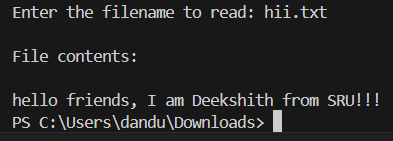 Enter the filename to read: hii.txt
File contents:
hello friends, I am Deekshith from SRU!!!
PS C:\Users\dandu\Downloads>